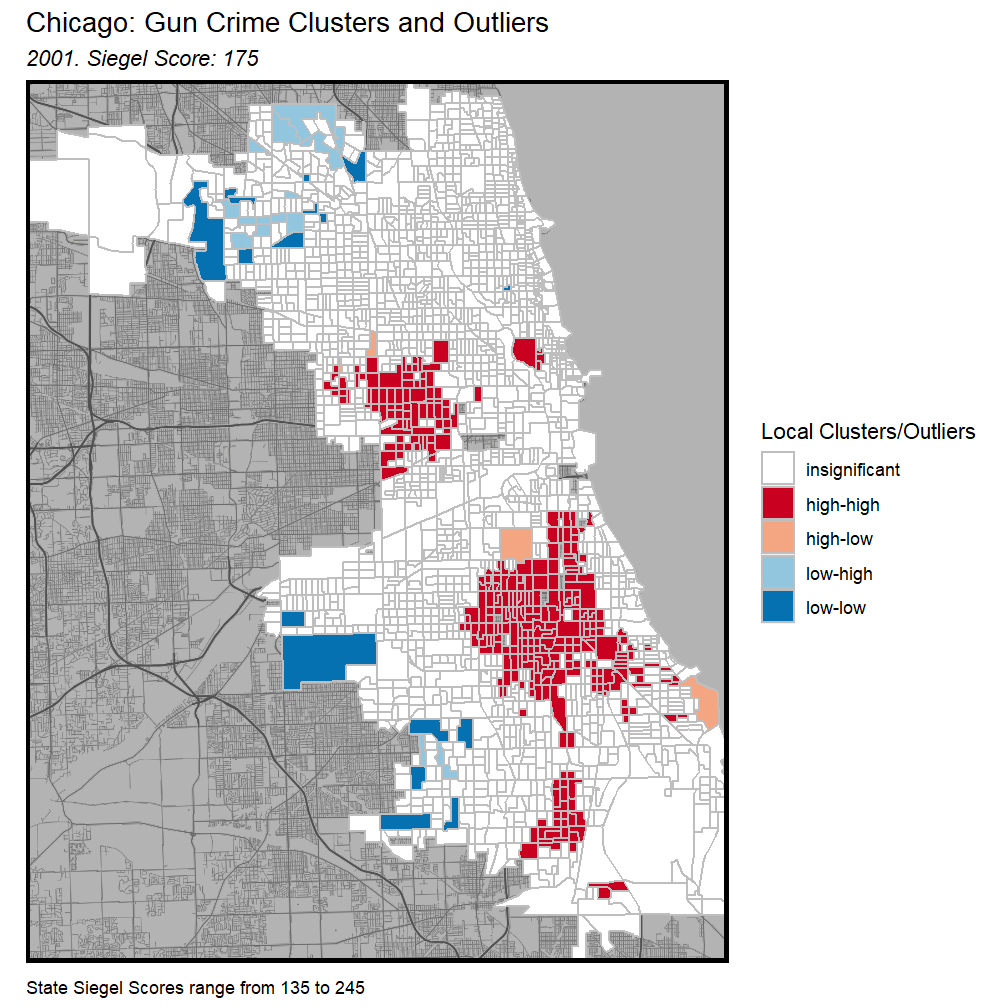 Chicago: Gun Crime Clusters and Outliers
2001. Siegel Score: 175
Local Clusters/Outliers
insignificant
high-high
high-low
low-high
low-low
State Siegel Scores range from 135 to 245